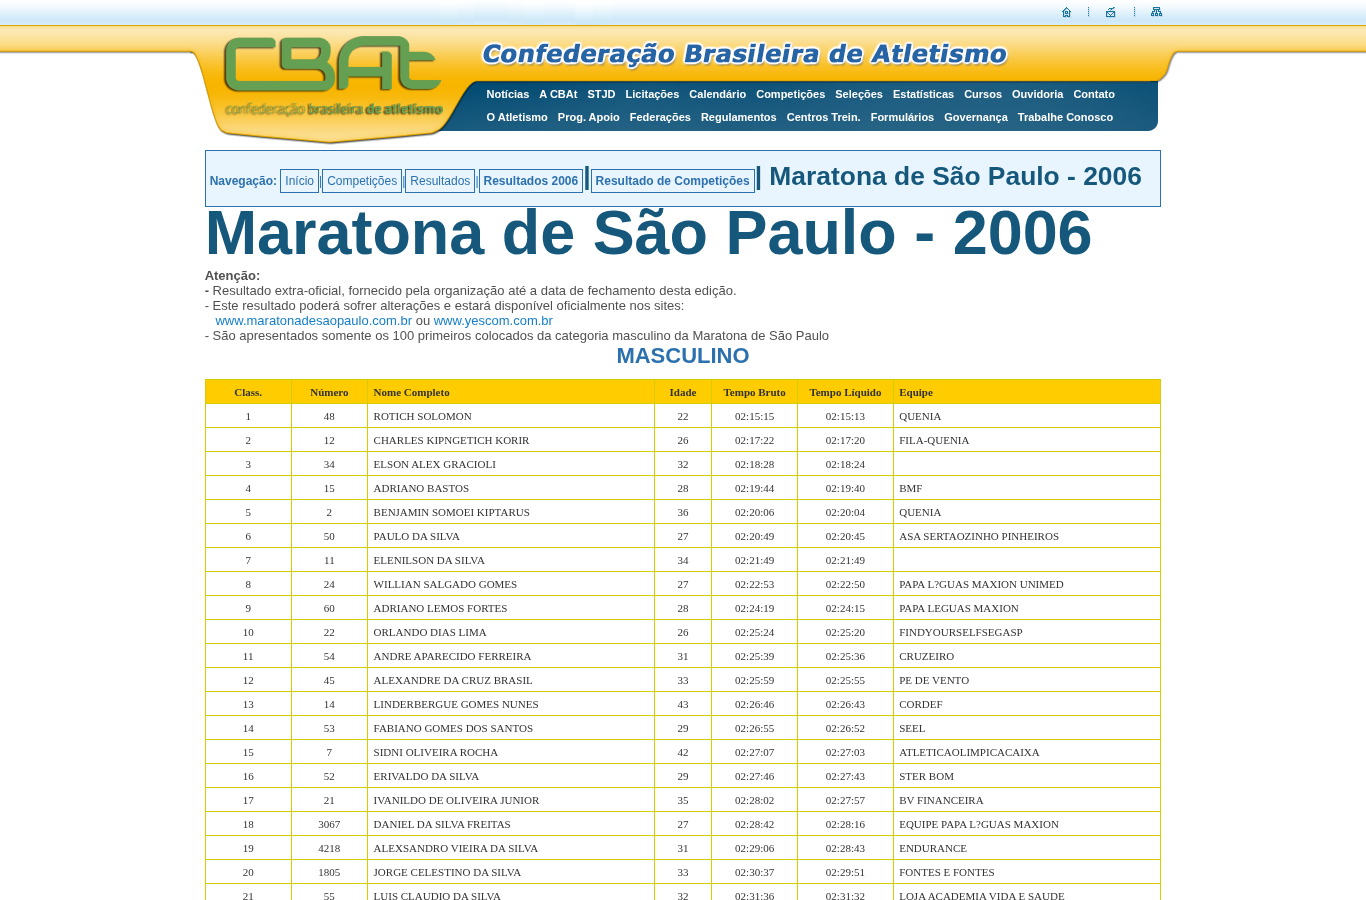 CBAt
confederação brasileira de atletismo
Confederação Brasileira de Atletismo
Notícias A CBAt STJD Licitações Calendário Competições Seleções Estatísticas Cursos Ouvidoria Contato
O Atletismo Prog. Apoio Federações Regulamentos Centros Trein. Formulários Governança Trabalhe Conosco
Navegação: Início | Competições | Resultados | Resultados 2006 | Resultado de Competições | Maratona de São Paulo - 2006
Maratona de São Paulo - 2006
Atenção:
- Resultado extra-oficial, fornecido pela organização até a data de fechamento desta edição.
- Este resultado poderá sofrer alterações e estará disponível oficialmente nos sites:
www.maratonadesaopaulo.com.br ou www.yescom.com.br
- São apresentados somente os 100 primeiros colocados da categoria masculino da Maratona de São Paulo
MASCULINO
Class. Número Nome Completo Idade Tempo Bruto Tempo Líquido Equipe
1 48 ROTICH SOLOMON 22 02:15:15 02:15:13 QUENIA
2 12 CHARLES KIPNGETICH KORIR 26 02:17:22 02:17:20 FILA-QUENIA
3 34 ELSON ALEX GRACIOLI 32 02:18:28 02:18:24
4 15 ADRIANO BASTOS 28 02:19:44 02:19:40 BMF
5 2 BENJAMIN SOMOEI KIPTARUS 36 02:20:06 02:20:04 QUENIA
6 50 PAULO DA SILVA 27 02:20:49 02:20:45 ASA SERTAOZINHO PINHEIROS
7 11 ELENILSON DA SILVA 34 02:21:49 02:21:49
8 24 WILLIAN SALGADO GOMES 27 02:22:53 02:22:50 PAPA L?GUAS MAXION UNIMED
9 60 ADRIANO LEMOS FORTES 28 02:24:19 02:24:15 PAPA LEGUAS MAXION
10 22 ORLANDO DIAS LIMA 26 02:25:24 02:25:20 FINDYOURSELFSEGASP
11 54 ANDRE APARECIDO FERREIRA 31 02:25:39 02:25:36 CRUZEIRO
12 45 ALEXANDRE DA CRUZ BRASIL 33 02:25:59 02:25:55 PE DE VENTO
13 14 LINDERBERGUE GOMES NUNES 43 02:26:46 02:26:43 CORDEF
14 53 FABIANO GOMES DOS SANTOS 29 02:26:55 02:26:52 SEEL
15 7 SIDNI OLIVEIRA ROCHA 42 02:27:07 02:27:03 ATLETICAOLIMPICACAIXA
16 52 ERIVALDO DA SILVA 29 02:27:46 02:27:43 STER BOM
17 21 IVANILDO DE OLIVEIRA JUNIOR 35 02:28:02 02:27:57 BV FINANCEIRA
18 3067 DANIEL DA SILVA FREITAS 27 02:28:42 02:28:16 EQUIPE PAPA L?GUAS MAXION
19 4218 ALEXSANDRO VIEIRA DA SILVA 31 02:29:06 02:28:43 ENDURANCE
20 1805 JORGE CELESTINO DA SILVA 33 02:30:37 02:29:51 FONTES E FONTES
21 55 LUIS CLAUDIO DA SILVA 32 02:31:36 02:31:32 LOJA ACADEMIA VIDA E SAUDE